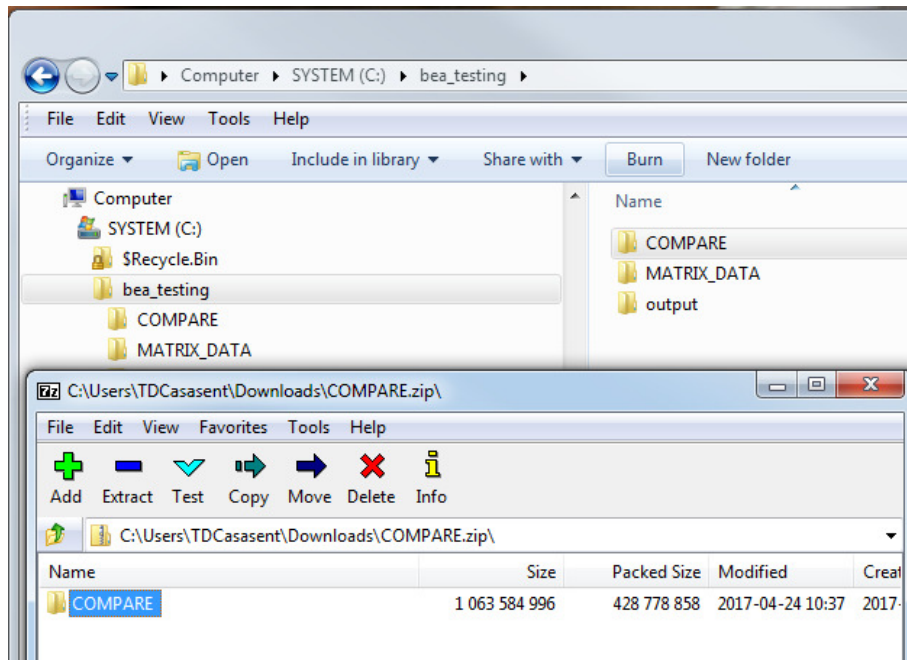 Computer SYSTEM (C:) bea_testing
File Edit View Tools Help
Organize Open Include in library Share with Burn New folder
Computer
SYSTEM (C:)
$Recycle.Bin
bea_testing
COMPARE
MATRIX_DATA
Name
COMPARE
MATRIX_DATA
output
7z C:\Users\TDCasasent\Downloads\COMPARE.zip\
File Edit View Favorites Tools Help
Add Extract Test Copy Move Delete Info
C:\Users\TDCasasent\Downloads\COMPARE.zip\
Name Size Packed Size Modified Creat
COMPARE 1 063 584 996 428 778 858 2017-04-24 10:37 2017-